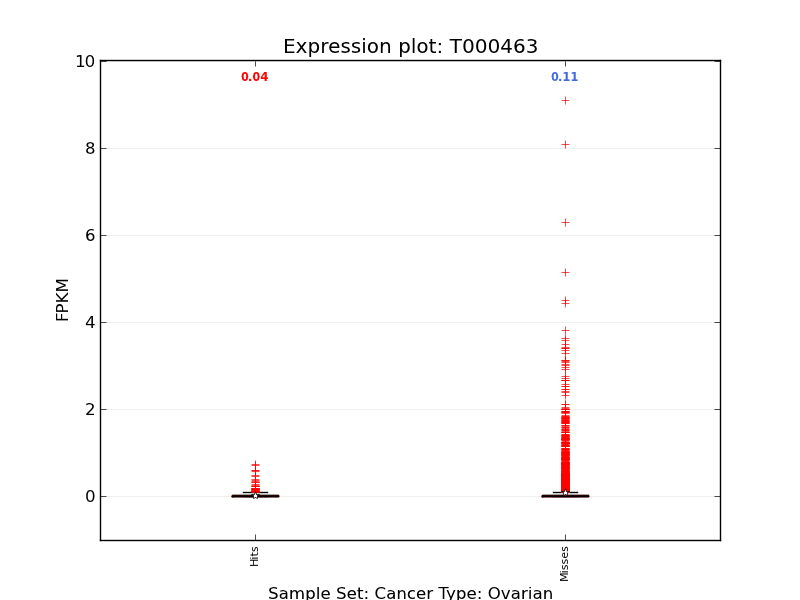 Expression plot: T000463
10
0.04
0.11
8
6
FPKM
4
2
0
Hits
Misses
Sample Set: Cancer Type: Ovarian